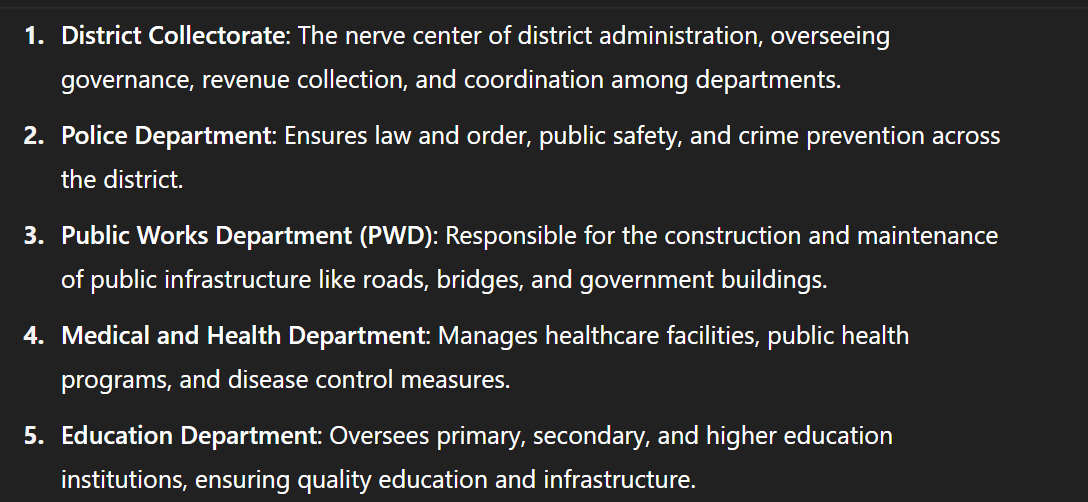 1. District Collectorate: The nerve center of district administration, overseeing
governance, revenue collection, and coordination among departments.
2. Police Department: Ensures law and order, public safety, and crime prevention across
the district.
3. Public Works Department (PWD): Responsible for the construction and maintenance
of public infrastructure like roads, bridges, and government buildings.
4. Medical and Health Department: Manages healthcare facilities, public health
programs, and disease control measures.
5. Education Department: Oversees primary, secondary, and higher education
institutions, ensuring quality education and infrastructure.